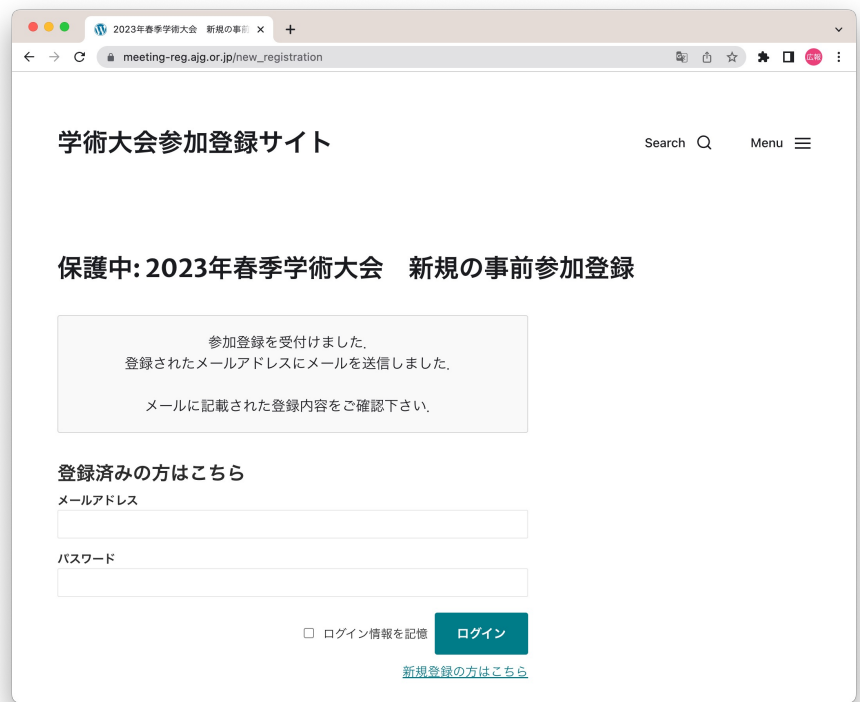 2023年春季学術大会　新規の事前
meeting-reg.ajg.or.jp/new_registration
広報
学術大会参加登録サイト
Search
Menu
保護中: 2023年春季学術大会　新規の事前参加登録
参加登録を受付けました.
登録されたメールアドレスにメールを送信しました.
メールに記載された登録内容をご確認下さい.
登録済みの方はこちら
メールアドレス
パスワード
ログイン情報を記憶
ログイン
新規登録の方はこちら